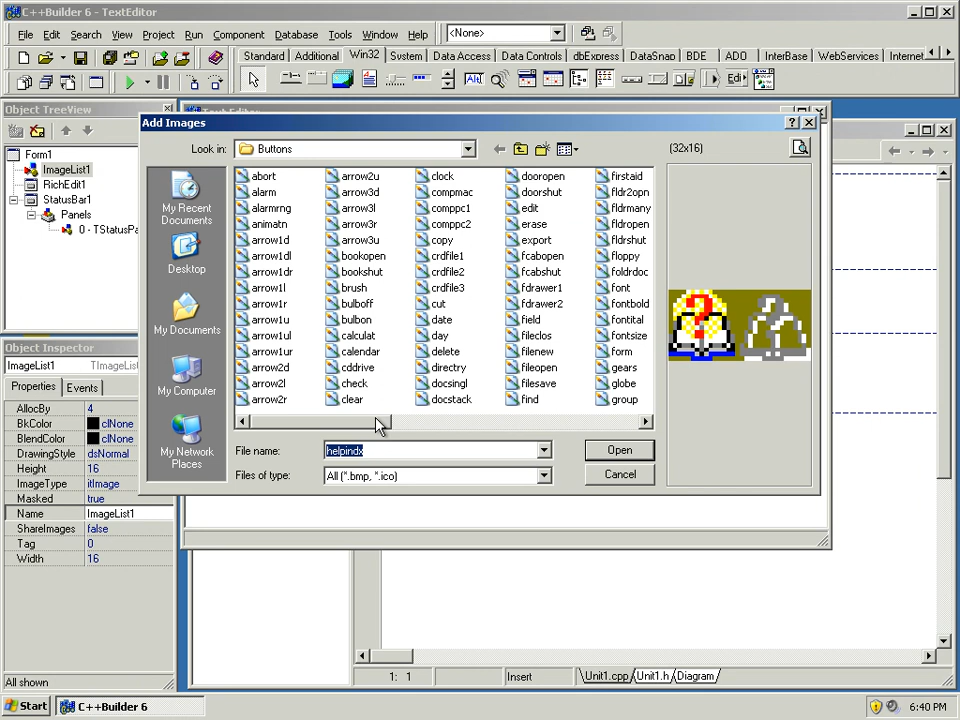 C++Builder 6 - TextEditor
File Edit Search View Project Run Component Database Tools Window Help <None>
Standard Additional Win32 System Data Access Data Controls dbExpress DataSnap BDE ADO InterBase WebServices Internet
Object TreeView
Form1
ImageList1
RichEdit1
StatusBar1
Panels
0 - TStatusPa
Add Images
Look in: Buttons (32x16)
My Recent Documents
Desktop
My Documents
My Computer
My Network Places
abort arrow2u clock dooropen firstaid
alarm arrow3d compmac doorshut fldr2opn
alarmrng arrow3l comppc1 edit fldrmany
animatn arrow3r comppc2 erase fldropen
arrow1d arrow3u copy export fldrshut
arrow1dl bookopen crdfile1 fcabopen floppy
arrow1dr bookshut crdfile2 fcabshut foldrdoc
arrow1l brush crdfile3 fdrawer1 font
arrow1r bulboff cut fdrawer2 fontbold
arrow1u bulbon date field fontital
arrow1ul calculat day fileclos fontsize
arrow1ur calendar delete filenew form
arrow2d cddrive directry fileopen gears
arrow2l check docsingl filesave globe
arrow2r clear docstack find group
File name: helpindx Open
Files of type: All (*.bmp, *.ico) Cancel
Object Inspector
ImageList1 TImageList
Properties Events
AllocBy 4
BkColor clNone
BlendColor clNone
DrawingStyle dsNormal
Height 16
ImageType itImage
Masked true
Name ImageList1
ShareImages false
Tag 0
Width 16
All shown
1: 1 Insert Unit1.cpp Unit1.h Diagram
Start C++Builder 6 6:40 PM